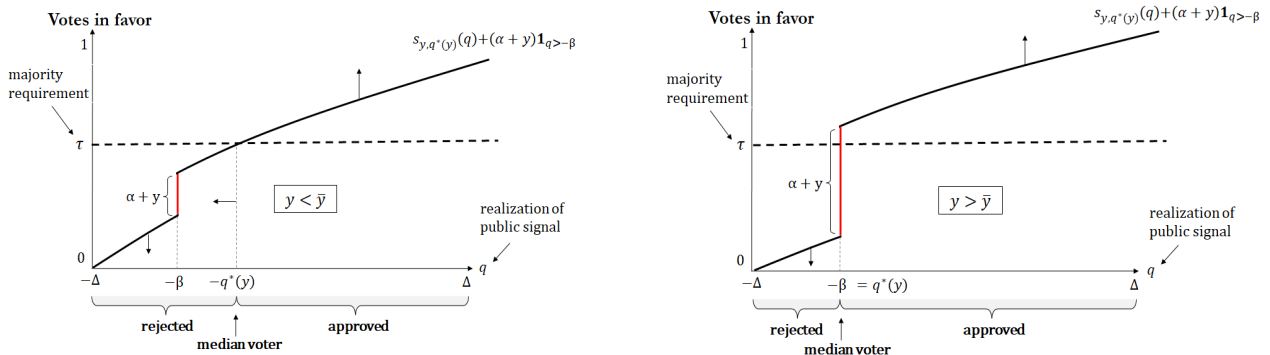 Votes in favor
1
s_{y,q*(y)}(q)+(α + y)1_{q>−β}
majority
requirement
τ
α + y
y < ȳ
realization of
public signal
0
−Δ
−β
−q*(y)
Δ
q
rejected
approved
median voter
Votes in favor
1
s_{y,q*(y)}(q)+(α + y)1_{q>−β}
majority
requirement
τ
α + y
y > ȳ
realization of
public signal
0
−Δ
−β = q*(y)
Δ
q
rejected
approved
median voter